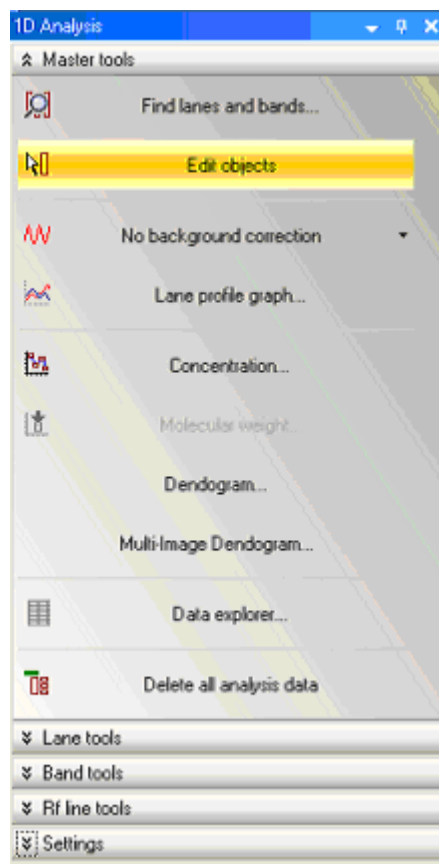 1D Analysis
Master tools
Find lanes and bands...
Edit objects
No background correction
Lane profile graph...
Concentration...
Molecular weight...
Dendogram...
Multi-Image Dendogram...
Data explorer...
Delete all analysis data
Lane tools
Band tools
Rf line tools
Settings